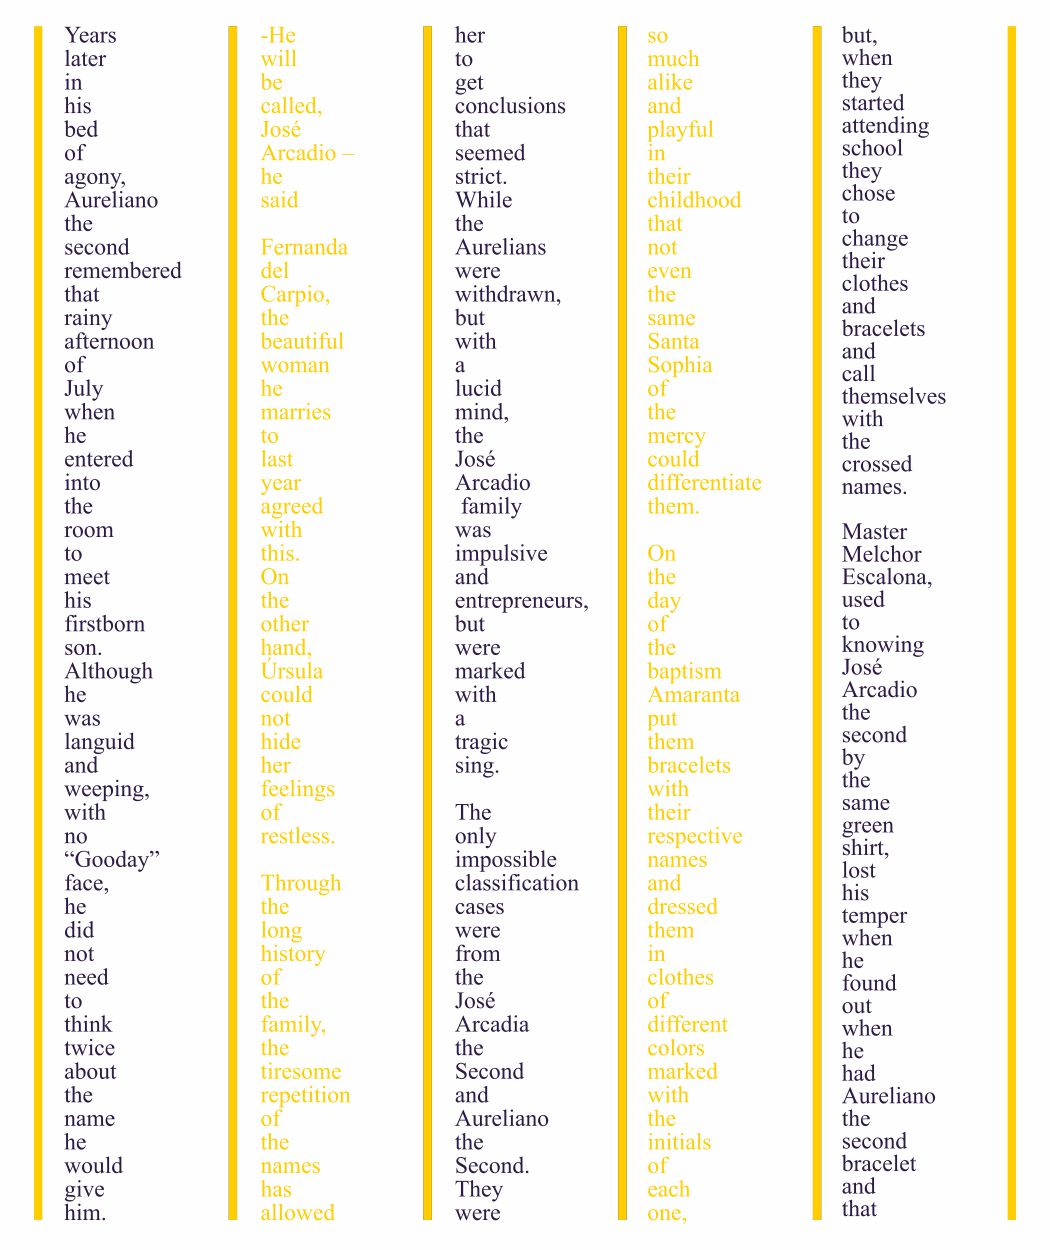 Years
later
in
his
bed
of
agony,
Aureliano
the
second
remembered
that
rainy
afternoon
of
July
when
he
entered
into
the
room
to
meet
his
firstborn
son.
Although
he
was
languid
and
weeping,
with
no
“Gooday”
face,
he
did
not
need
to
think
twice
about
the
name
he
would
give
him.
-He
will
be
called,
José
Arcadio –
he
said
Fernanda
del
Carpio,
the
beautiful
woman
he
marries
to
last
year
agreed
with
this.
On
the
other
hand,
Úrsula
could
not
hide
her
feelings
of
restless.
Through
the
long
history
of
the
family,
the
tiresome
repetition
of
the
names
has
allowed
her
to
get
conclusions
that
seemed
strict.
While
the
Aurelians
were
withdrawn,
but
with
a
lucid
mind,
the
José
Arcadio
family
was
impulsive
and
entrepreneurs,
but
were
marked
with
a
tragic
sing.
The
only
impossible
classification
cases
were
from
the
José
Arcadia
the
Second
and
Aureliano
the
Second.
They
were
so
much
alike
and
playful
in
their
childhood
that
not
even
the
same
Santa
Sophia
of
the
mercy
could
differentiate
them.
On
the
day
of
the
baptism
Amaranta
put
them
bracelets
with
their
respective
names
and
dressed
them
in
clothes
of
different
colors
marked
with
the
initials
of
each
one,
but,
when
they
started
attending
school
they
chose
to
change
their
clothes
and
bracelets
and
call
themselves
with
the
crossed
names.
Master
Melchor
Escalona,
used
to
knowing
José
Arcadio
the
second
by
the
same
green
shirt,
lost
his
temper
when
he
found
out
when
he
had
Aureliano
the
second
bracelet
and
that